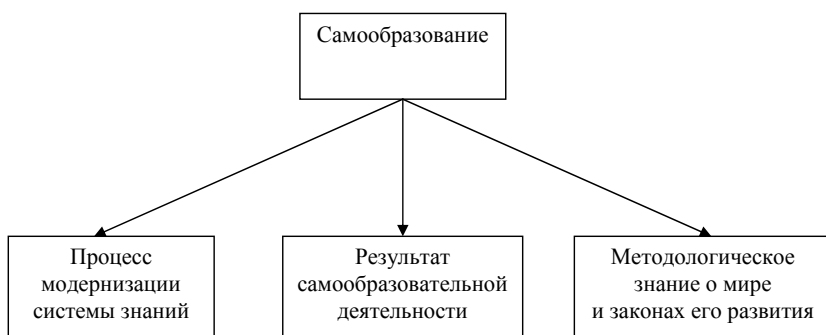 Самообразование
Процесс
модернизации
системы знаний
Результат
самообразовательной
деятельности
Методологическое
знание о мире
и законах его развития